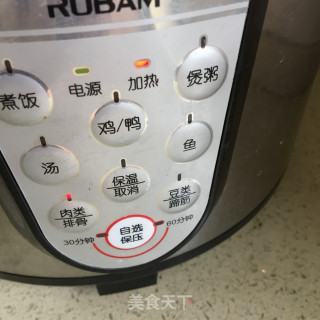 RUBAM
电源
加热
煮饭
鸡/鸭
煲粥
汤
鱼
保温
取消
肉类
排骨
豆类
蹄筋
自选
保压
30分钟
60分钟
美食天下